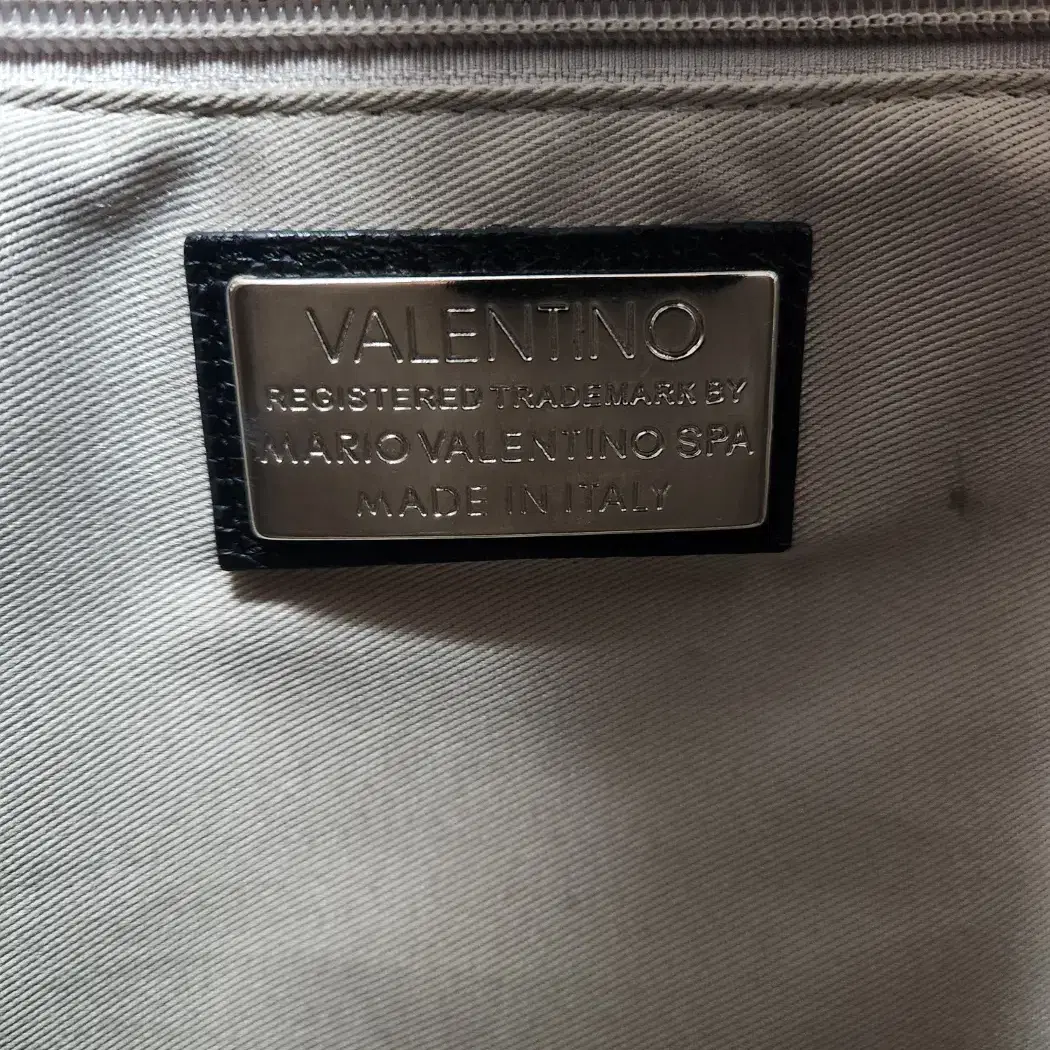 VALENTINO
REGISTERED TRADEMARK BY
MARIO VALENTINO SPA
MADE IN ITALY